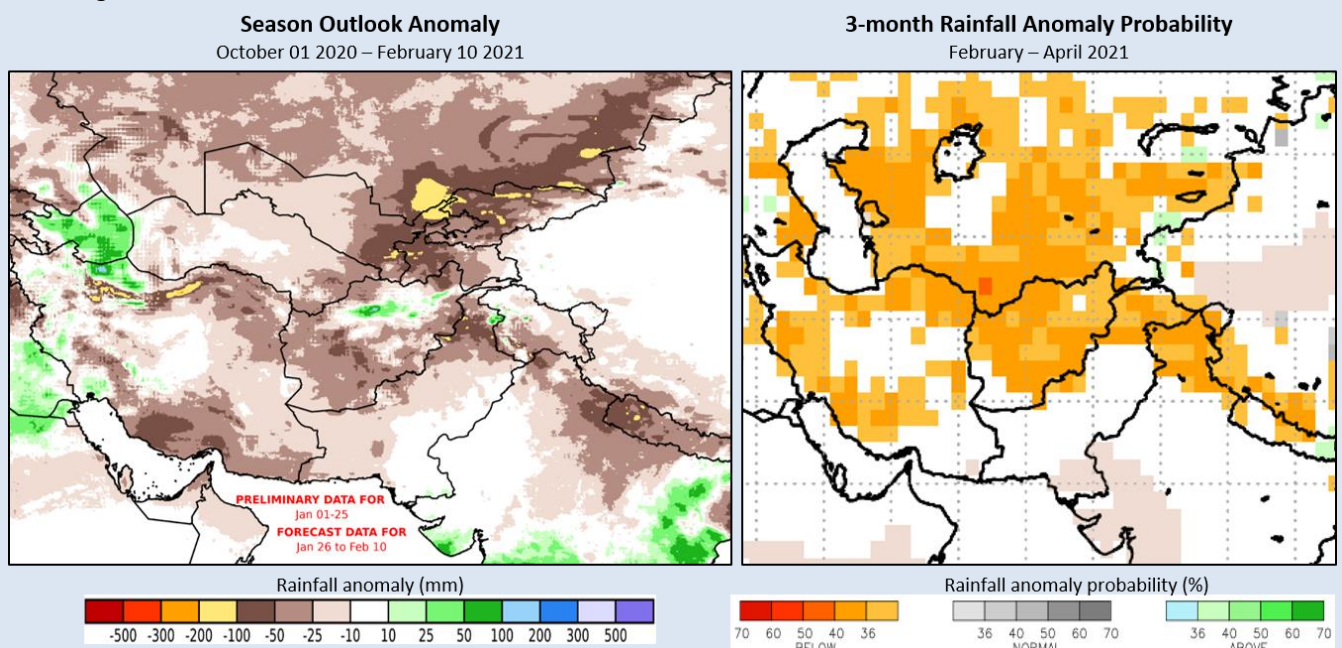 Season Outlook Anomaly
October 01 2020 – February 10 2021
3-month Rainfall Anomaly Probability
February – April 2021
PRELIMINARY DATA FOR
Jan 01-25
FORECAST DATA FOR
Jan 26 to Feb 10
Rainfall anomaly (mm)
-500 -300 -200 -100 -50 -25 -10 10 25 50 100 200 300 500
Rainfall anomaly probability (%)
70 60 50 40 36
BELOW
36 40 50 60 70
NORMAL
36 40 50 60 70
ABOVE